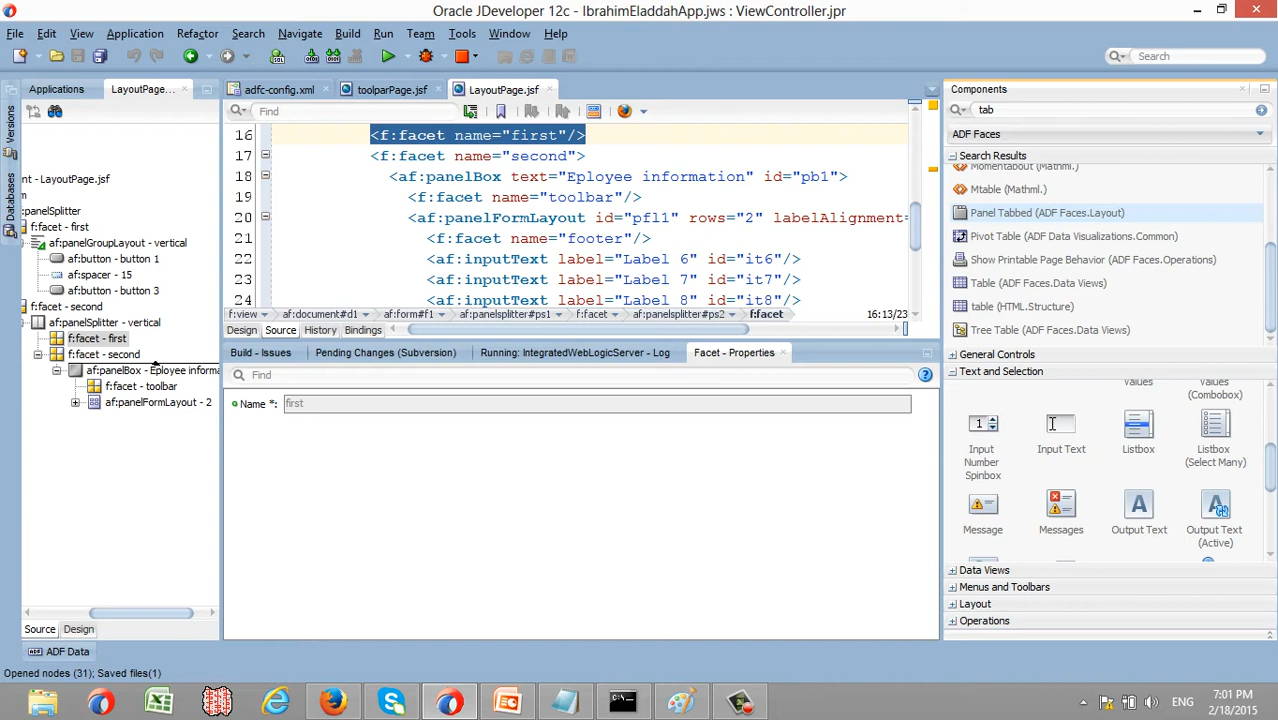 Oracle JDeveloper 12c - IbrahimEladdahApp.jws : ViewController.jpr
File Edit View Application Refactor Search Navigate Build Run Team Tools Window Help
Search
Applications LayoutPage... adfc-config.xml toolparPage.jsf LayoutPage.jsf Components
Find
tab
ADF Faces
Versions
Databases
nt - LayoutPage.jsf
m
panelSplitter
f:facet - first
af:panelGroupLayout - vertical
af:button - button 1
af:spacer - 15
af:button - button 3
f:facet - second
af:panelSplitter - vertical
f:facet - first
f:facet - second
af:panelBox - Eployee informa
f:facet - toolbar
af:panelFormLayout - 2
Source Design
16 <f:facet name="first"/>
17 <f:facet name="second">
18 <af:panelBox text="Eployee information" id="pb1">
19 <f:facet name="toolbar"/>
20 <af:panelFormLayout id="pfl1" rows="2" labelAlignment=
21 <f:facet name="footer"/>
22 <af:inputText label="Label 6" id="it6"/>
23 <af:inputText label="Label 7" id="it7"/>
24 <af:inputText label="Label 8" id="it8"/>
f:view af:document#d1 af:form#f1 af:panelsplitter#ps1 f:facet af:panelsplitter#ps2 f:facet 16:13/23
Design Source History Bindings
Build - Issues Pending Changes (Subversion) Running: IntegratedWebLogicServer - Log Facet - Properties
Find
Name *: first
Search Results
Momentabout (Mathml.)
Mtable (Mathml.)
Panel Tabbed (ADF Faces.Layout)
Pivot Table (ADF Data Visualizations.Common)
Show Printable Page Behavior (ADF Faces.Operations)
Table (ADF Faces.Data Views)
table (HTML.Structure)
Tree Table (ADF Faces.Data Views)
General Controls
Text and Selection
Values
Values (Combobox)
Input Number Spinbox
Input Text
Listbox
Listbox (Select Many)
Message
Messages
Output Text
Output Text (Active)
Data Views
Menus and Toolbars
Layout
Operations
ADF Data
Opened nodes (31); Saved files(1)
ENG
7:01 PM
2/18/2015